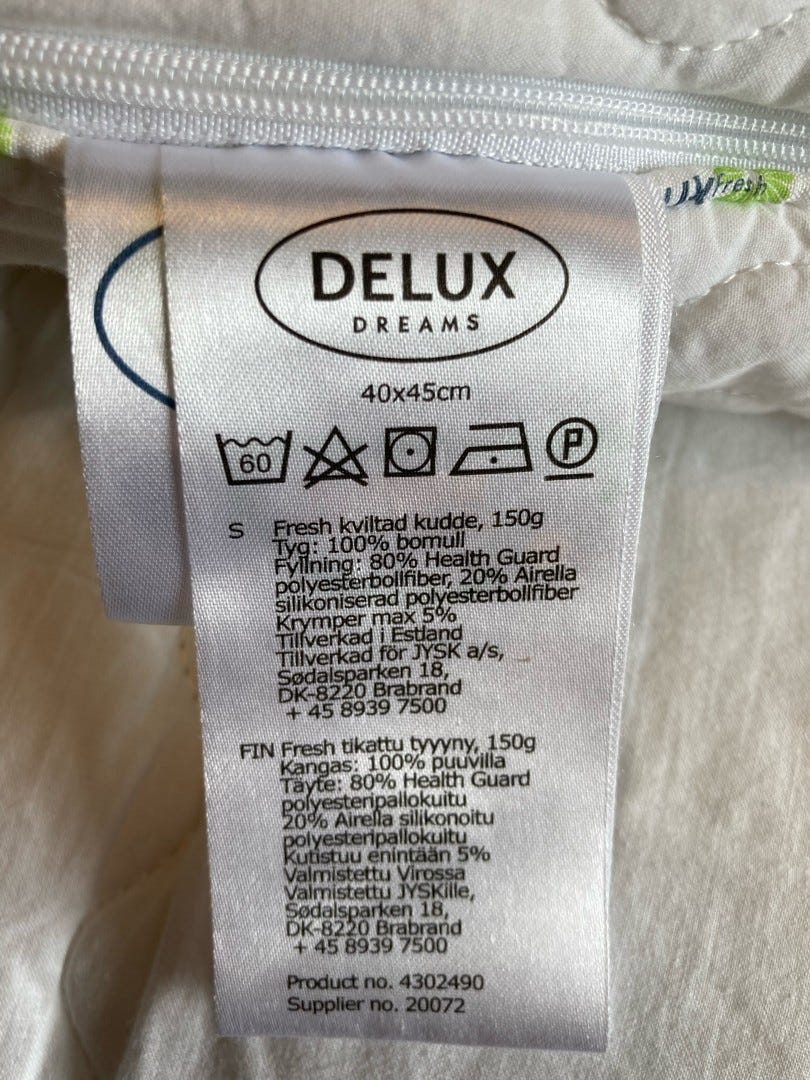 UX Fresh
DELUX
DREAMS
40x45cm
60
P
S Fresh kviltad kudde, 150g
Tyg: 100% bomull
Fyllning: 80% Health Guard
polyesterbollfiber, 20% Airella
silikoniserad polyesterbollfiber
Krymper max 5%
Tillverkad i Estland
Tillverkad för JYSK a/s,
Sødalsparken 18,
DK-8220 Brabrand
+ 45 8939 7500
FIN Fresh tikattu tyyyny, 150g
Kangas: 100% puuvilla
Täyte: 80% Health Guard
polyesteripallokuitu
20% Airella silikonoitu
polyesteripallokuitu
Kutistuu enintään 5%
Valmistettu Virossa
Valmistettu JYSKille,
Sødalsparken 18,
DK-8220 Brabrand
+ 45 8939 7500
Product no. 4302490
Supplier no. 20072